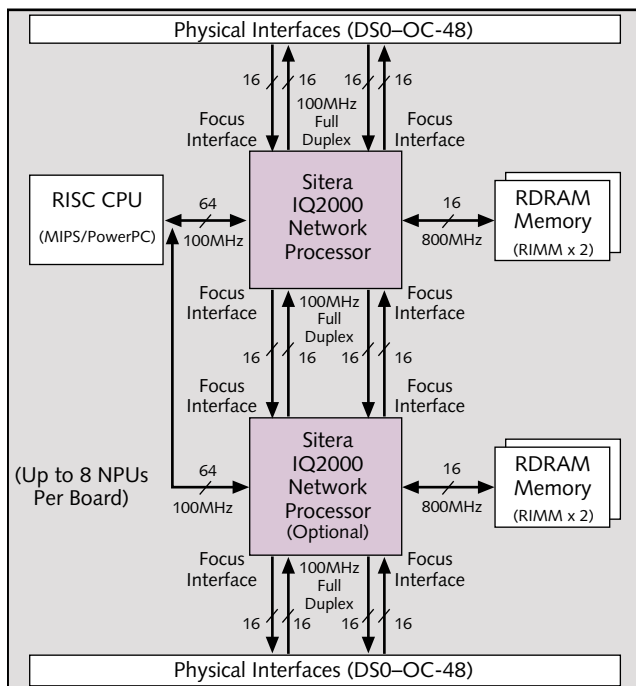 Physical Interfaces (DS0–OC-48)
16
16
16
16
Focus
Interface
100MHz
Full
Duplex
Focus
Interface
RISC CPU
(MIPS/PowerPC)
64
100MHz
Sitera
IQ2000
Network
Processor
16
800MHz
RDRAM
Memory
(RIMM x 2)
Focus
Interface
100MHz
Full
Duplex
Focus
Interface
16
16
16
16
Focus
Interface
Focus
Interface
(Up to 8 NPUs
Per Board)
64
100MHz
Sitera
IQ2000
Network
Processor
(Optional)
16
800MHz
RDRAM
Memory
(RIMM x 2)
Focus
Interface
100MHz
Full
Duplex
Focus
Interface
16
16
16
16
Physical Interfaces (DS0–OC-48)